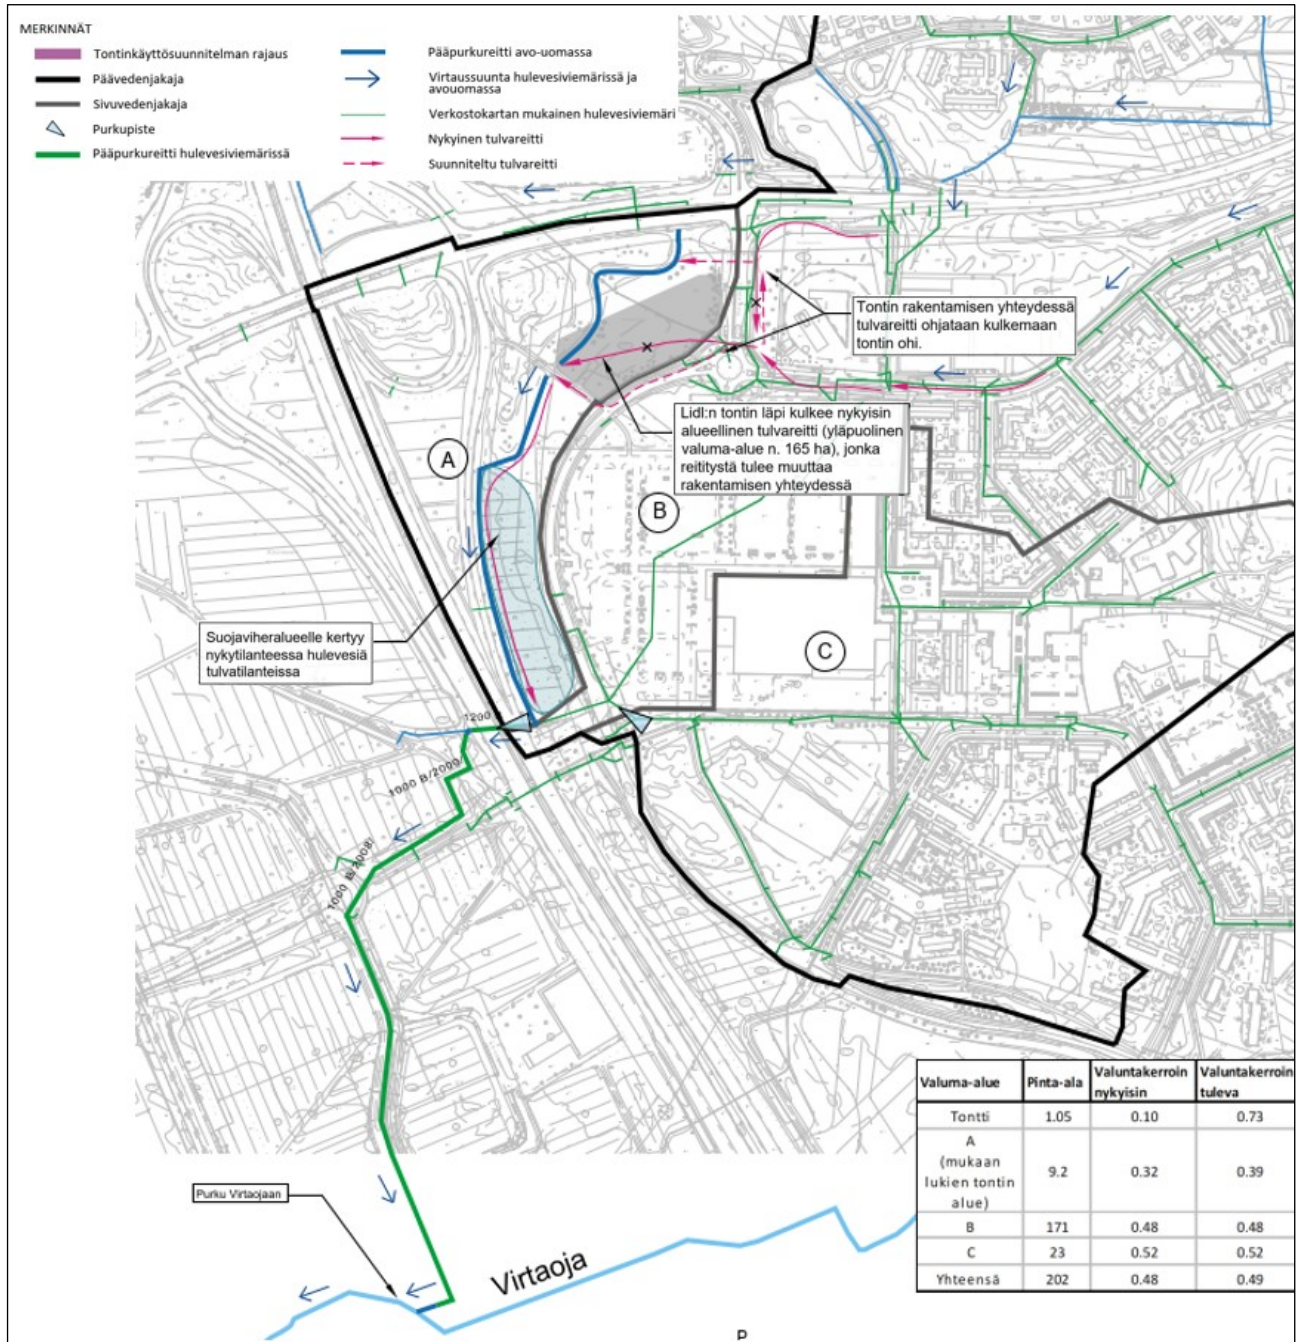 MERKINNÄT
Tontinkäyttösuunnitelman rajaus
Päävedenjakaja
Sivuvedenjakaja
Purkupiste
Pääpurkureitti hulevesiviemärissä
Pääpurkureitti avo-uomassa
Virtaussuunta hulevesiviemärissä ja
avouomassa
Verkostokartan mukainen hulevesiviemäri
Nykyinen tulvareitti
Suunniteltu tulvareitti
Tontin rakentamisen yhteydessä
tulvareitti ohjataan kulkemaan
tontin ohi.
Lidl:n tontin läpi kulkee nykyisin
alueellinen tulvareitti (yläpuolinen
valuma-alue n. 165 ha), jonka
reititystä tulee muuttaa
rakentamisen yhteydessä
A
B
C
Suojaviheralueelle kertyy
nykytilanteessa hulevesiä
tulvatilanteissa
1200
1000 B/2000
1000 B/2008
Purku Virtaojaan
Virtaoja
Valuma-alue Pinta-ala Valuntakerroin nykyisin Valuntakerroin tuleva
Tontti 1.05 0.10 0.73
A (mukaan lukien tontin alue) 9.2 0.32 0.39
B 171 0.48 0.48
C 23 0.52 0.52
Yhteensä 202 0.48 0.49